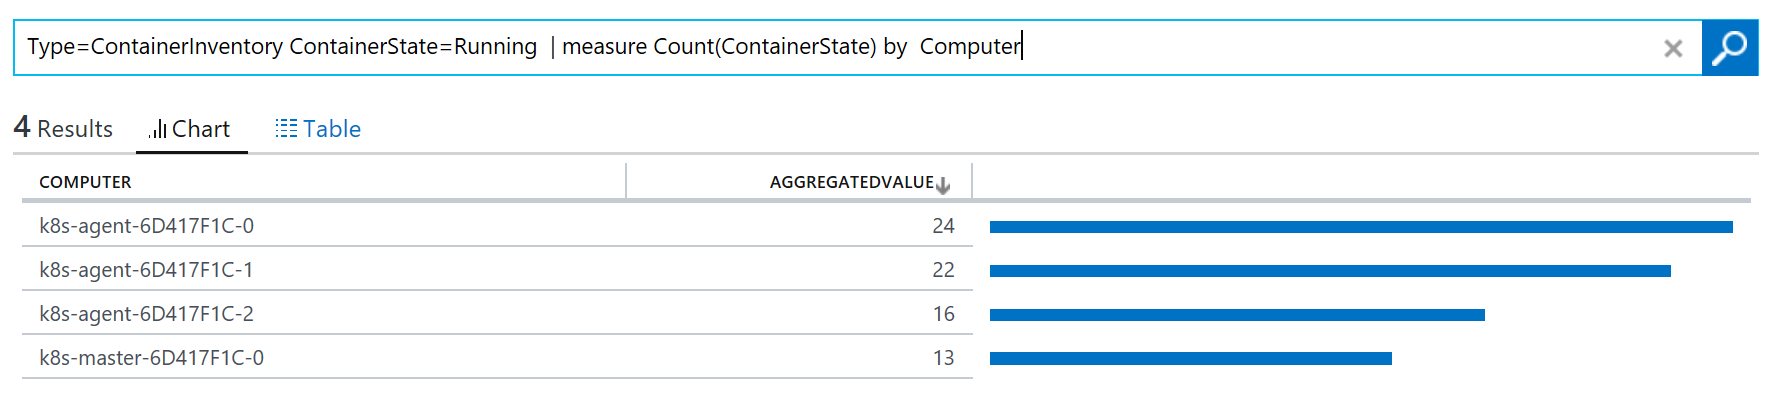 Type=ContainerInventory ContainerState=Running  | measure Count(ContainerState) by  Computer
4 Results Chart Table
COMPUTER AGGREGATEDVALUE
k8s-agent-6D417F1C-0 24
k8s-agent-6D417F1C-1 22
k8s-agent-6D417F1C-2 16
k8s-master-6D417F1C-0 13